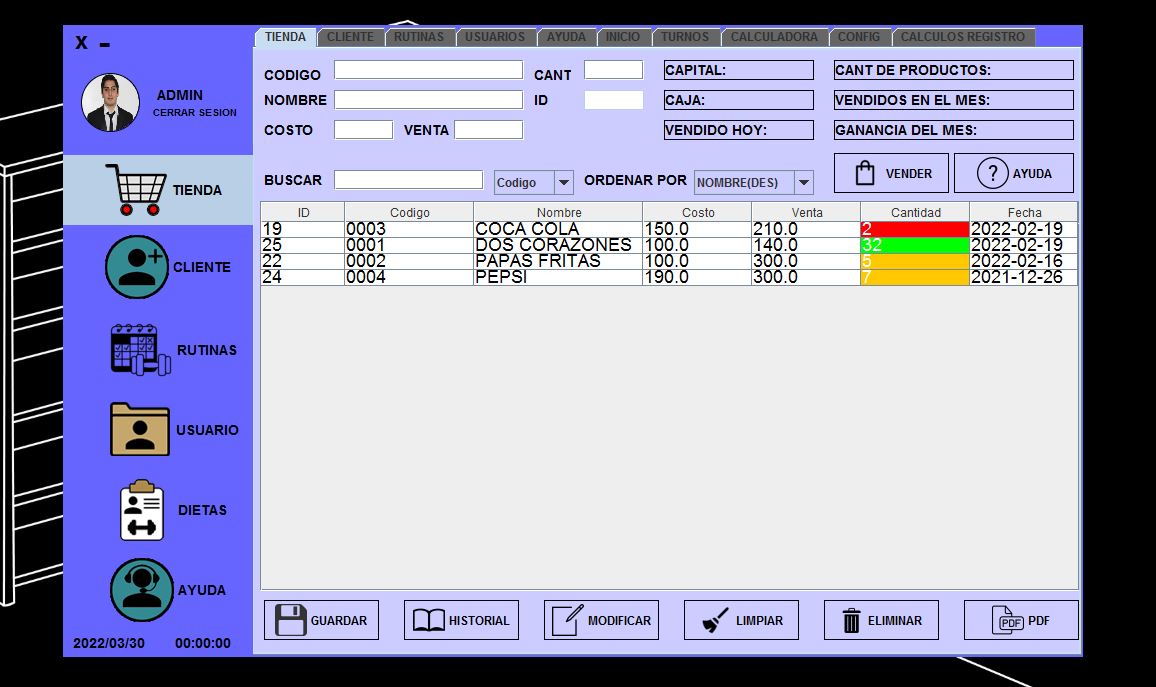 X –
TIENDA CLIENTE RUTINAS USUARIOS AYUDA INICIO TURNOS CALCULADORA CONFIG CALCULOS REGISTRO
ADMIN
CERRAR SESION
TIENDA
CLIENTE
RUTINAS
USUARIO
DIETAS
AYUDA
2022/03/30 00:00:00
CODIGO CANT CAPITAL: CANT DE PRODUCTOS:
NOMBRE ID CAJA: VENDIDOS EN EL MES:
COSTO VENTA VENDIDO HOY: GANANCIA DEL MES:
BUSCAR Codigo ORDENAR POR NOMBRE(DES) VENDER ? AYUDA
ID Codigo Nombre Costo Venta Cantidad Fecha
19 0003 COCA COLA 150.0 210.0 2 2022-02-19
25 0001 DOS CORAZONES 100.0 140.0 32 2022-02-19
22 0002 PAPAS FRITAS 100.0 300.0 5 2022-02-16
24 0004 PEPSI 190.0 300.0 7 2021-12-26
GUARDAR HISTORIAL MODIFICAR LIMPIAR ELIMINAR PDF PDF